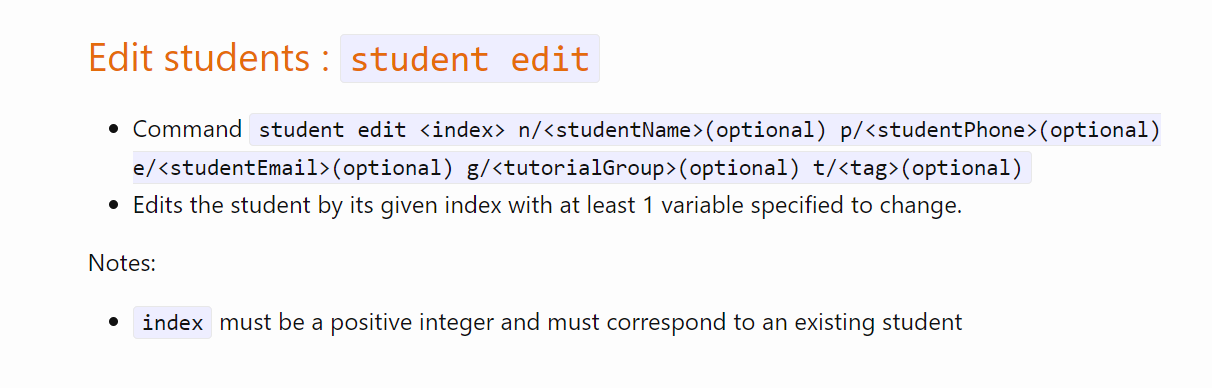 Edit students : student edit
Command student edit <index> n/<studentName>(optional) p/<studentPhone>(optional)
e/<studentEmail>(optional) g/<tutorialGroup>(optional) t/<tag>(optional)
Edits the student by its given index with at least 1 variable specified to change.
Notes:
index must be a positive integer and must correspond to an existing student